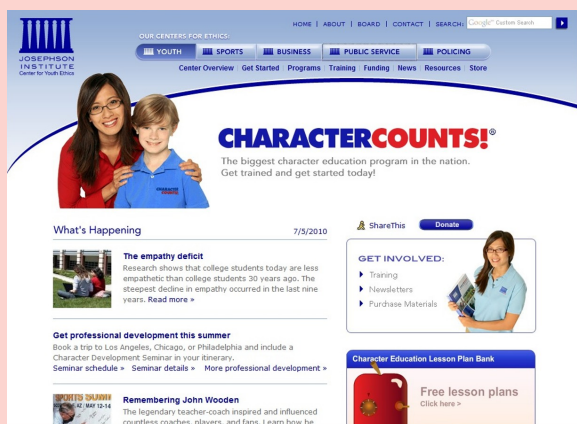 HOME | ABOUT | BOARD | CONTACT | SEARCH: Google™ Custom Search
OUR CENTERS FOR ETHICS:
YOUTH SPORTS BUSINESS PUBLIC SERVICE POLICING
JOSEPHSON
INSTITUTE
Center for Youth Ethics
Center Overview | Get Started | Programs | Training | Funding | News | Resources | Store
CHARACTERCOUNTS!®
The biggest character education program in the nation.
Get trained and get started today!
What's Happening 7/5/2010
The empathy deficit
Research shows that college students today are less
empathetic than college students 30 years ago. The
steepest decline in empathy occurred in the last nine
years. Read more »
Get professional development this summer
Book a trip to Los Angeles, Chicago, or Philadelphia and include a
Character Development Seminar in your itinerary.
Seminar schedule » Seminar details » More professional development »
Remembering John Wooden
The legendary teacher-coach inspired and influenced
countless coaches, players, and fans. Learn how he
ShareThis Donate
GET INVOLVED:
Training
Newsletters
Purchase Materials
Character Education Lesson Plan Bank
Free lesson plans
Click here >